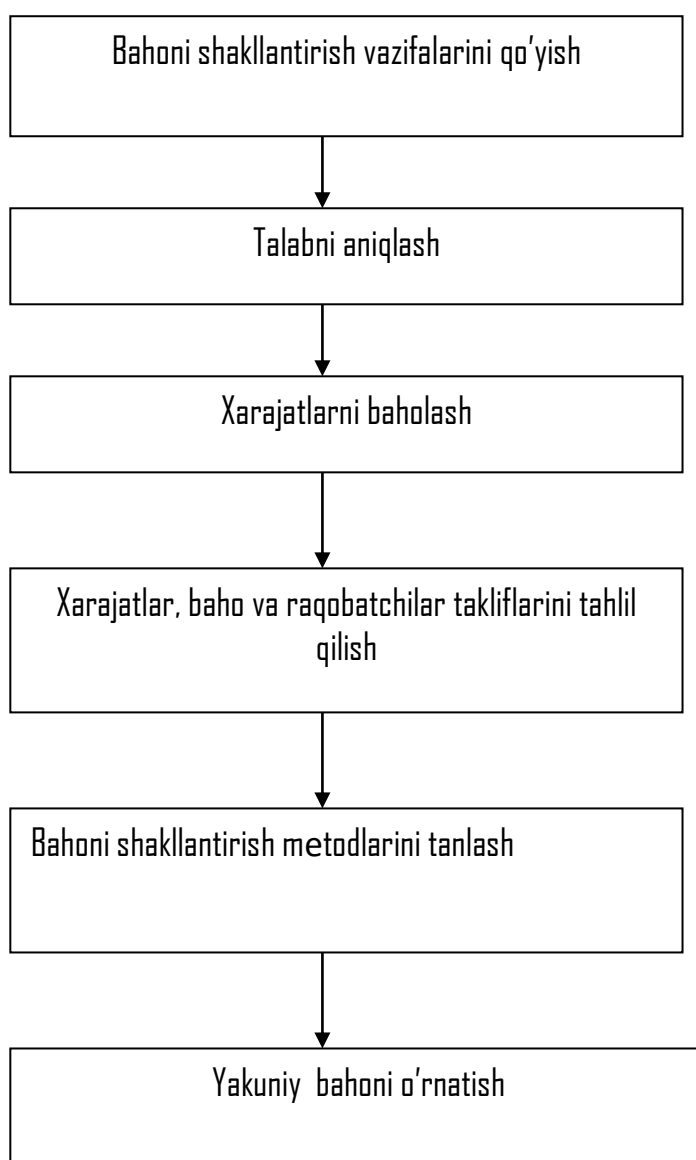 Bahoni shakllantirish vazifalarini qo'yish
Talabni aniqlash
Xarajatlarni baholash
Xarajatlar, baho va raqobatchilar takliflarini tahlil
qilish
Bahoni shakllantirish metodlarini tanlash
Yakuniy bahoni o'rnatish